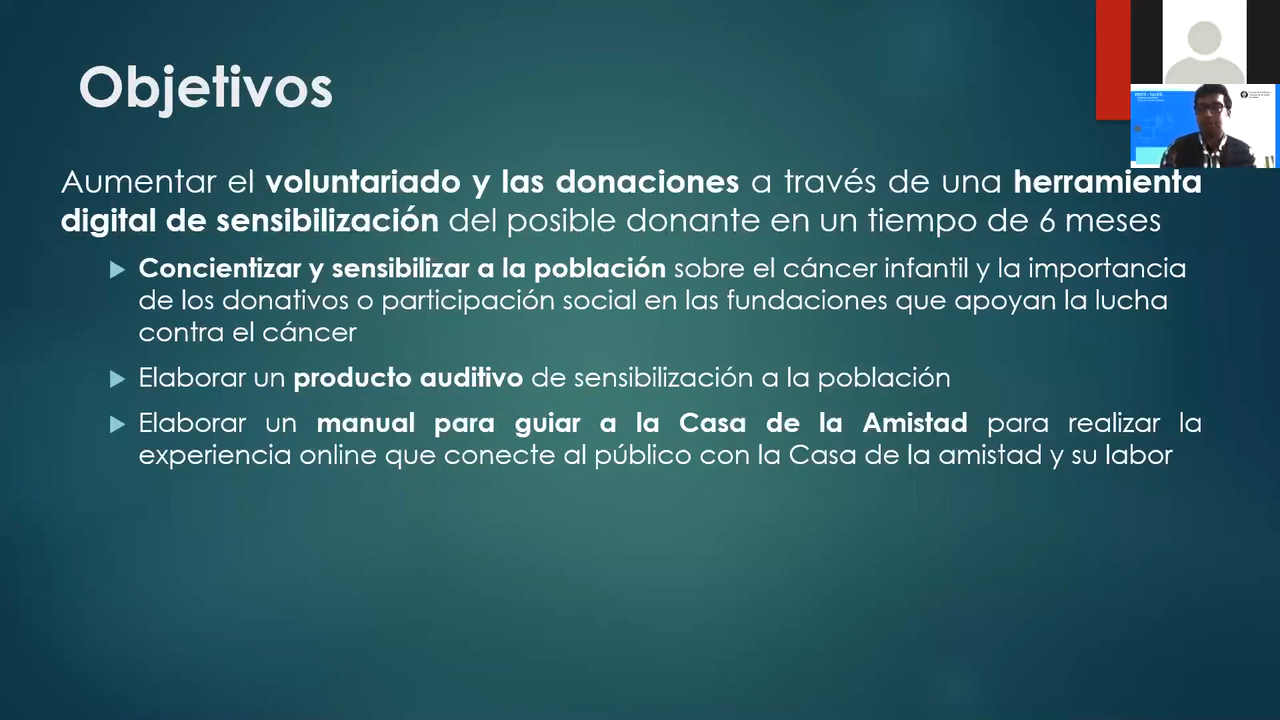 Objetivos
Aumentar el voluntariado y las donaciones a través de una herramienta
digital de sensibilización del posible donante en un tiempo de 6 meses
Concientizar y sensibilizar a la población sobre el cáncer infantil y la importancia
de los donativos o participación social en las fundaciones que apoyan la lucha
contra el cáncer
Elaborar un producto auditivo de sensibilización a la población
Elaborar un manual para guiar a la Casa de la Amistad para realizar la
experiencia online que conecte al público con la Casa de la amistad y su labor